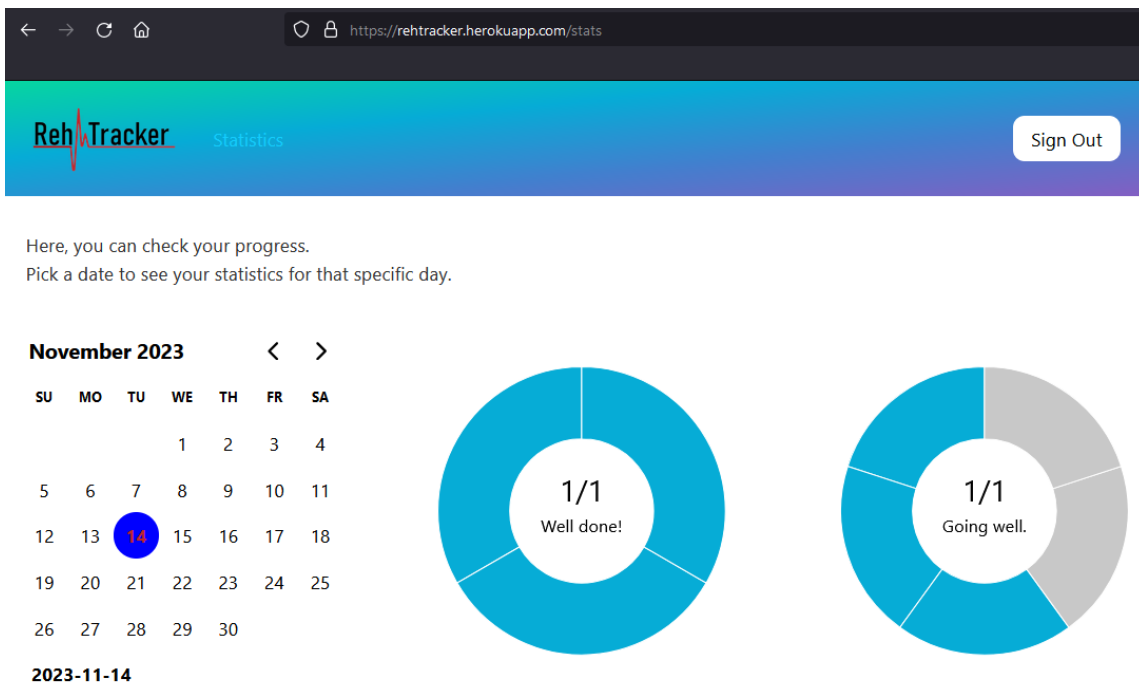 https://rehtracker.herokuapp.com/stats
RehTracker
Statistics
Sign Out
Here, you can check your progress.
Pick a date to see your statistics for that specific day.
November 2023
SU MO TU WE TH FR SA
1 2 3 4
5 6 7 8 9 10 11
12 13 14 15 16 17 18
19 20 21 22 23 24 25
26 27 28 29 30
2023-11-14
1/1
Well done!
1/1
Going well.